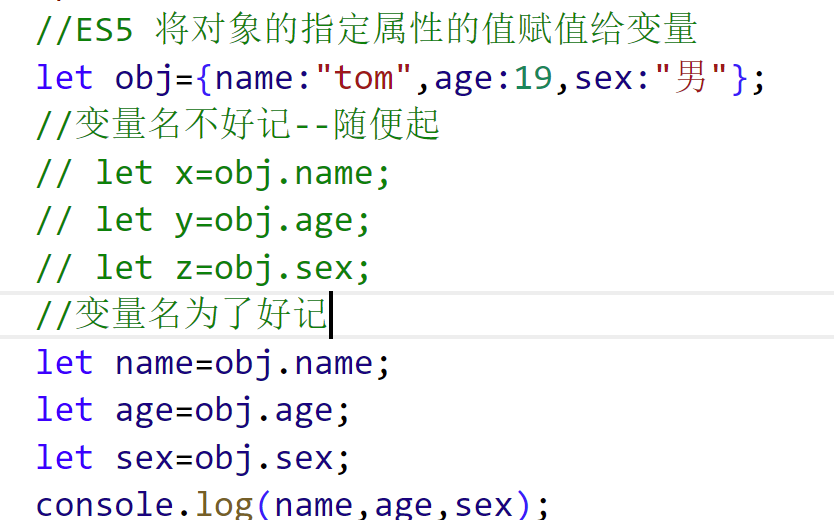 //ES5 将对象的指定属性的值赋值给变量
let obj={name:"tom",age:19,sex:"男"};
//变量名不好记--随便起
// let x=obj.name;
// let y=obj.age;
// let z=obj.sex;
//变量名为了好记
let name=obj.name;
let age=obj.age;
let sex=obj.sex;
console.log(name,age,sex);